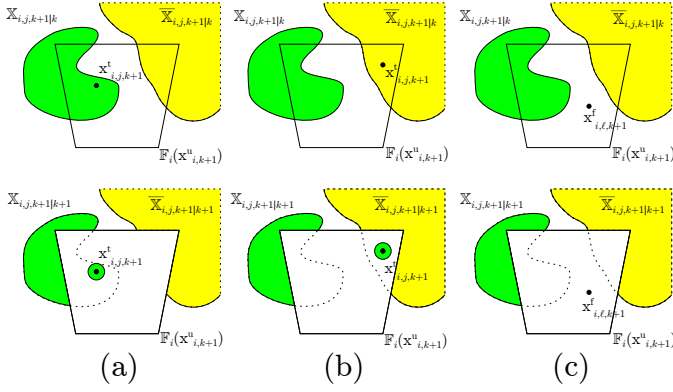 𝕏_{i,j,k+1|k} 𝕏̅_{i,j,k+1|k} 𝕏_{i,j,k+1|k} 𝕏̅_{i,j,k+1|k} 𝕏_{i,j,k+1|k} 𝕏̅_{i,j,k+1|k}
x^t_{i,j,k+1} x^t_{i,j,k+1} x^f_{i,ℓ,k+1}
𝔽_i(x^u_{i,k+1}) 𝔽_i(x^u_{i,k+1}) 𝔽_i(x^u_{i,k+1})
𝕏_{i,j,k+1|k+1} 𝕏̅_{i,j,k+1|k+1} 𝕏_{i,j,k+1|k+1} 𝕏̅_{i,j,k+1|k+1} 𝕏_{i,j,k+1|k+1} 𝕏̅_{i,j,k+1|k+1}
x^t_{i,j,k+1} x^t_{i,j,k+1} x^f_{i,ℓ,k+1}
𝔽_i(x^u_{i,k+1}) 𝔽_i(x^u_{i,k+1}) 𝔽_i(x^u_{i,k+1})
(a) (b) (c)